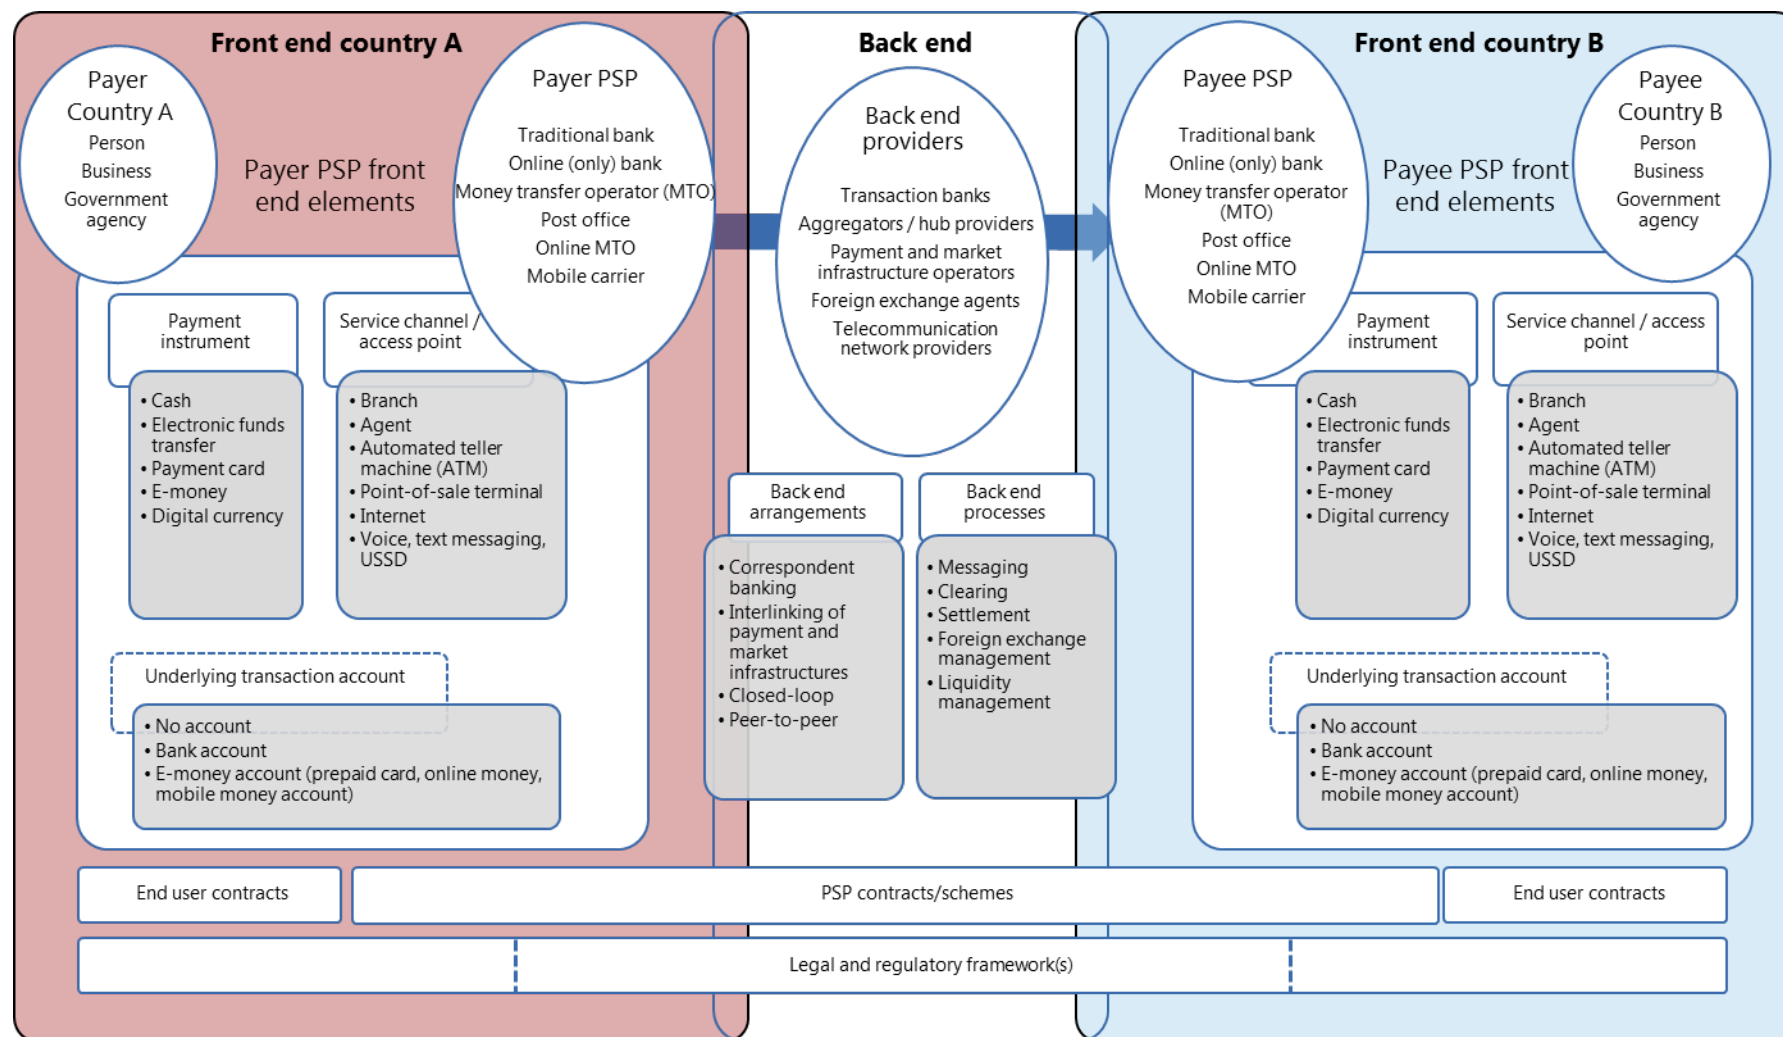 Front end country A
Back end
Front end country B
Payer
Country A
Person
Business
Government
agency
Payer PSP front
end elements
Payer PSP
Traditional bank
Online (only) bank
Money transfer operator (MTO)
Post office
Online MTO
Mobile carrier
Back end
providers
Transaction banks
Aggregators / hub providers
Payment and market
infrastructure operators
Foreign exchange agents
Telecommunication
network providers
Payee PSP
Traditional bank
Online (only) bank
Money transfer operator
(MTO)
Post office
Online MTO
Mobile carrier
Payee PSP front
end elements
Payee
Country B
Person
Business
Government
agency
Payment
instrument
• Cash
• Electronic funds
transfer
• Payment card
• E-money
• Digital currency
Service channel /
access point
• Branch
• Agent
• Automated teller
machine (ATM)
• Point-of-sale terminal
• Internet
• Voice, text messaging,
USSD
Underlying transaction account
• No account
• Bank account
• E-money account (prepaid card, online money,
mobile money account)
Back end
arrangements
• Correspondent
banking
• Interlinking of
payment and
market
infrastructures
• Closed-loop
• Peer-to-peer
Back end
processes
• Messaging
• Clearing
• Settlement
• Foreign exchange
management
• Liquidity
management
Payment
instrument
• Cash
• Electronic funds
transfer
• Payment card
• E-money
• Digital currency
Service channel / access
point
• Branch
• Agent
• Automated teller
machine (ATM)
• Point-of-sale terminal
• Internet
• Voice, text messaging,
USSD
Underlying transaction account
• No account
• Bank account
• E-money account (prepaid card, online money,
mobile money account)
End user contracts
PSP contracts/schemes
End user contracts
Legal and regulatory framework(s)